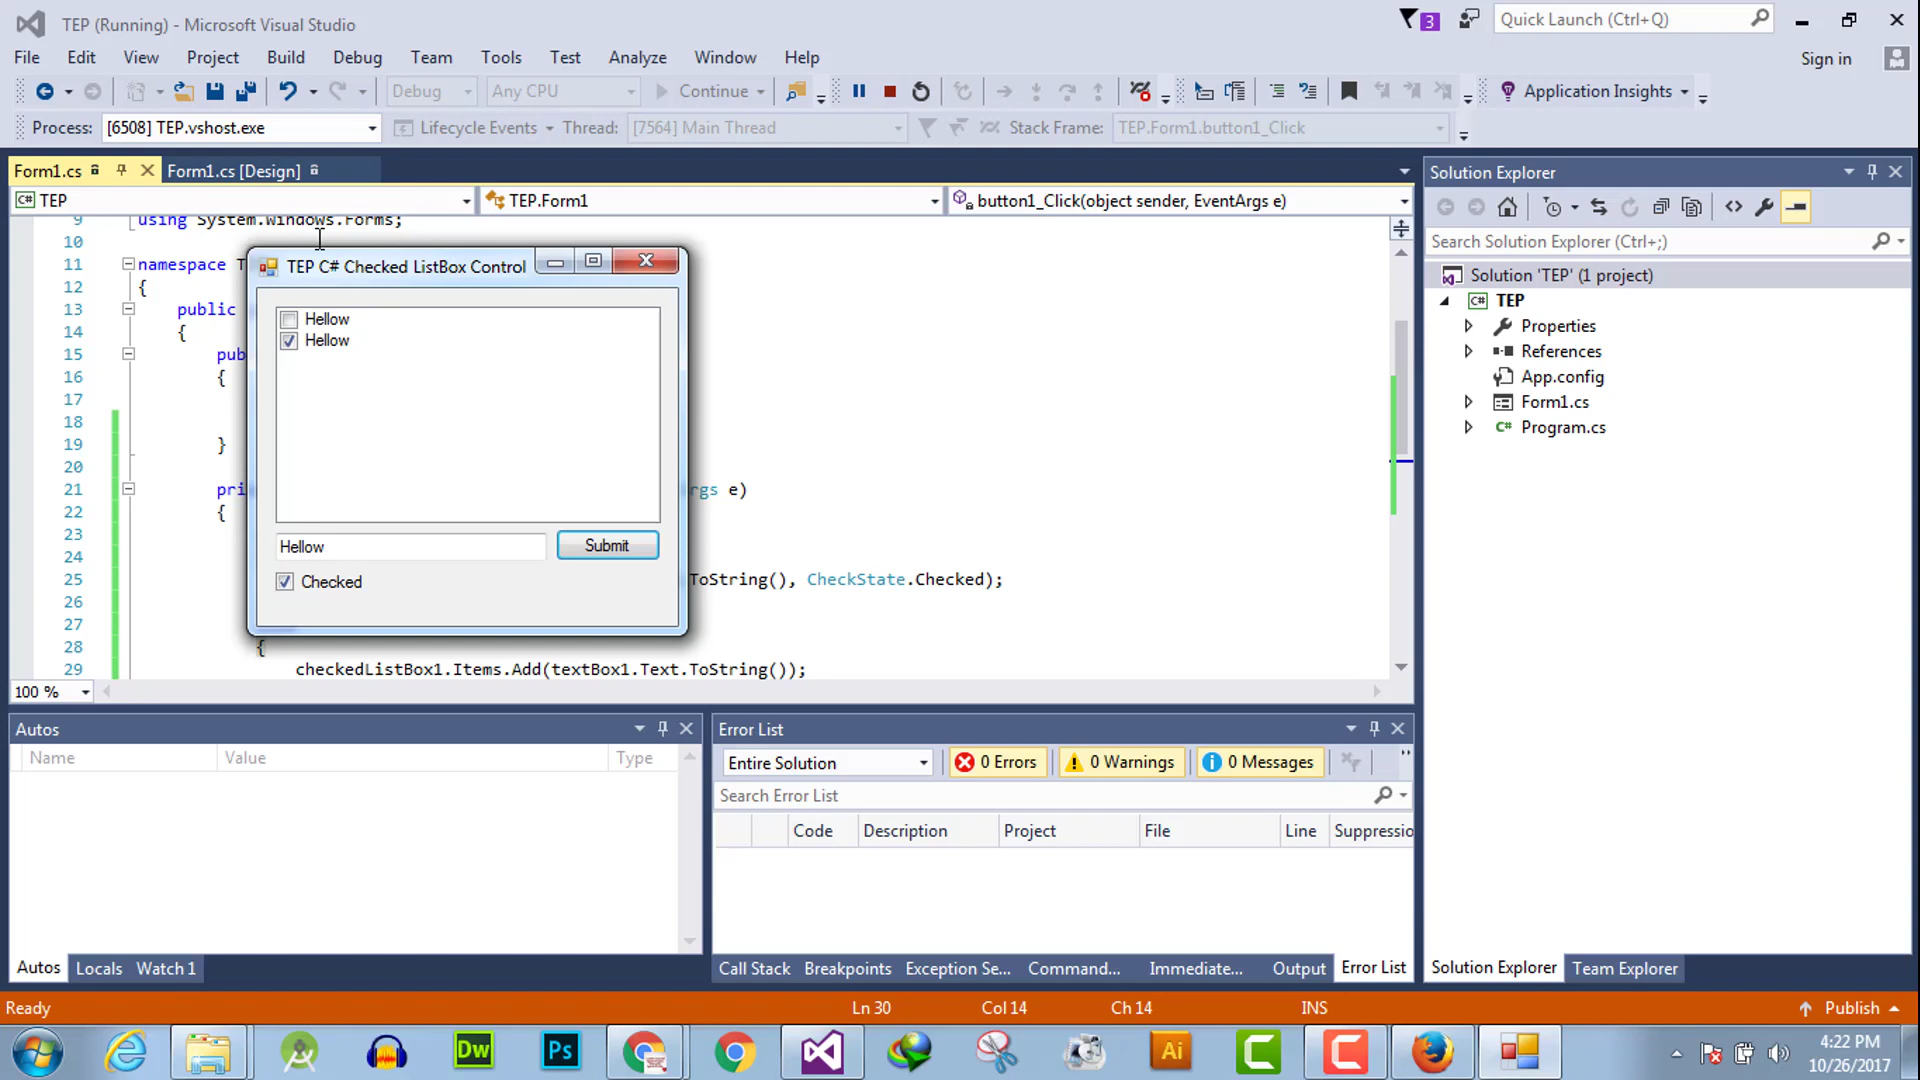 TEP (Running) - Microsoft Visual Studio
3
Quick Launch (Ctrl+Q)
File Edit View Project Build Debug Team Tools Test Analyze Window Help
Sign in
Debug Any CPU Continue Application Insights
Process: [6508] TEP.vshost.exe Lifecycle Events Thread: [7564] Main Thread Stack Frame: TEP.Form1.button1_Click
Form1.cs Form1.cs [Design]
C# TEP TEP.Form1 button1_Click(object sender, EventArgs e)
9 using System.Windows.Forms;
10
11 namespace T
12 {
13 public
14 {
15 pub
16 {
17
18
19 }
20
21 pri rgs e)
22 {
23
24
25 ToString(), CheckState.Checked);
26
27
28 {
29 checkedListBox1.Items.Add(textBox1.Text.ToString());
100 %
TEP C# Checked ListBox Control
Hellow
Hellow
Hellow
Submit
Checked
Solution Explorer
Search Solution Explorer (Ctrl+;)
Solution 'TEP' (1 project)
C# TEP
Properties
References
App.config
Form1.cs
C# Program.cs
Autos
Name Value Type
Autos Locals Watch 1
Error List
Entire Solution 0 Errors 0 Warnings 0 Messages
Search Error List
Code Description Project File Line Suppressio
Call Stack Breakpoints Exception Se... Command... Immediate... Output Error List
Solution Explorer Team Explorer
Ready Ln 30 Col 14 Ch 14 INS Publish
Dw Ps Ai
4:22 PM
10/26/2017